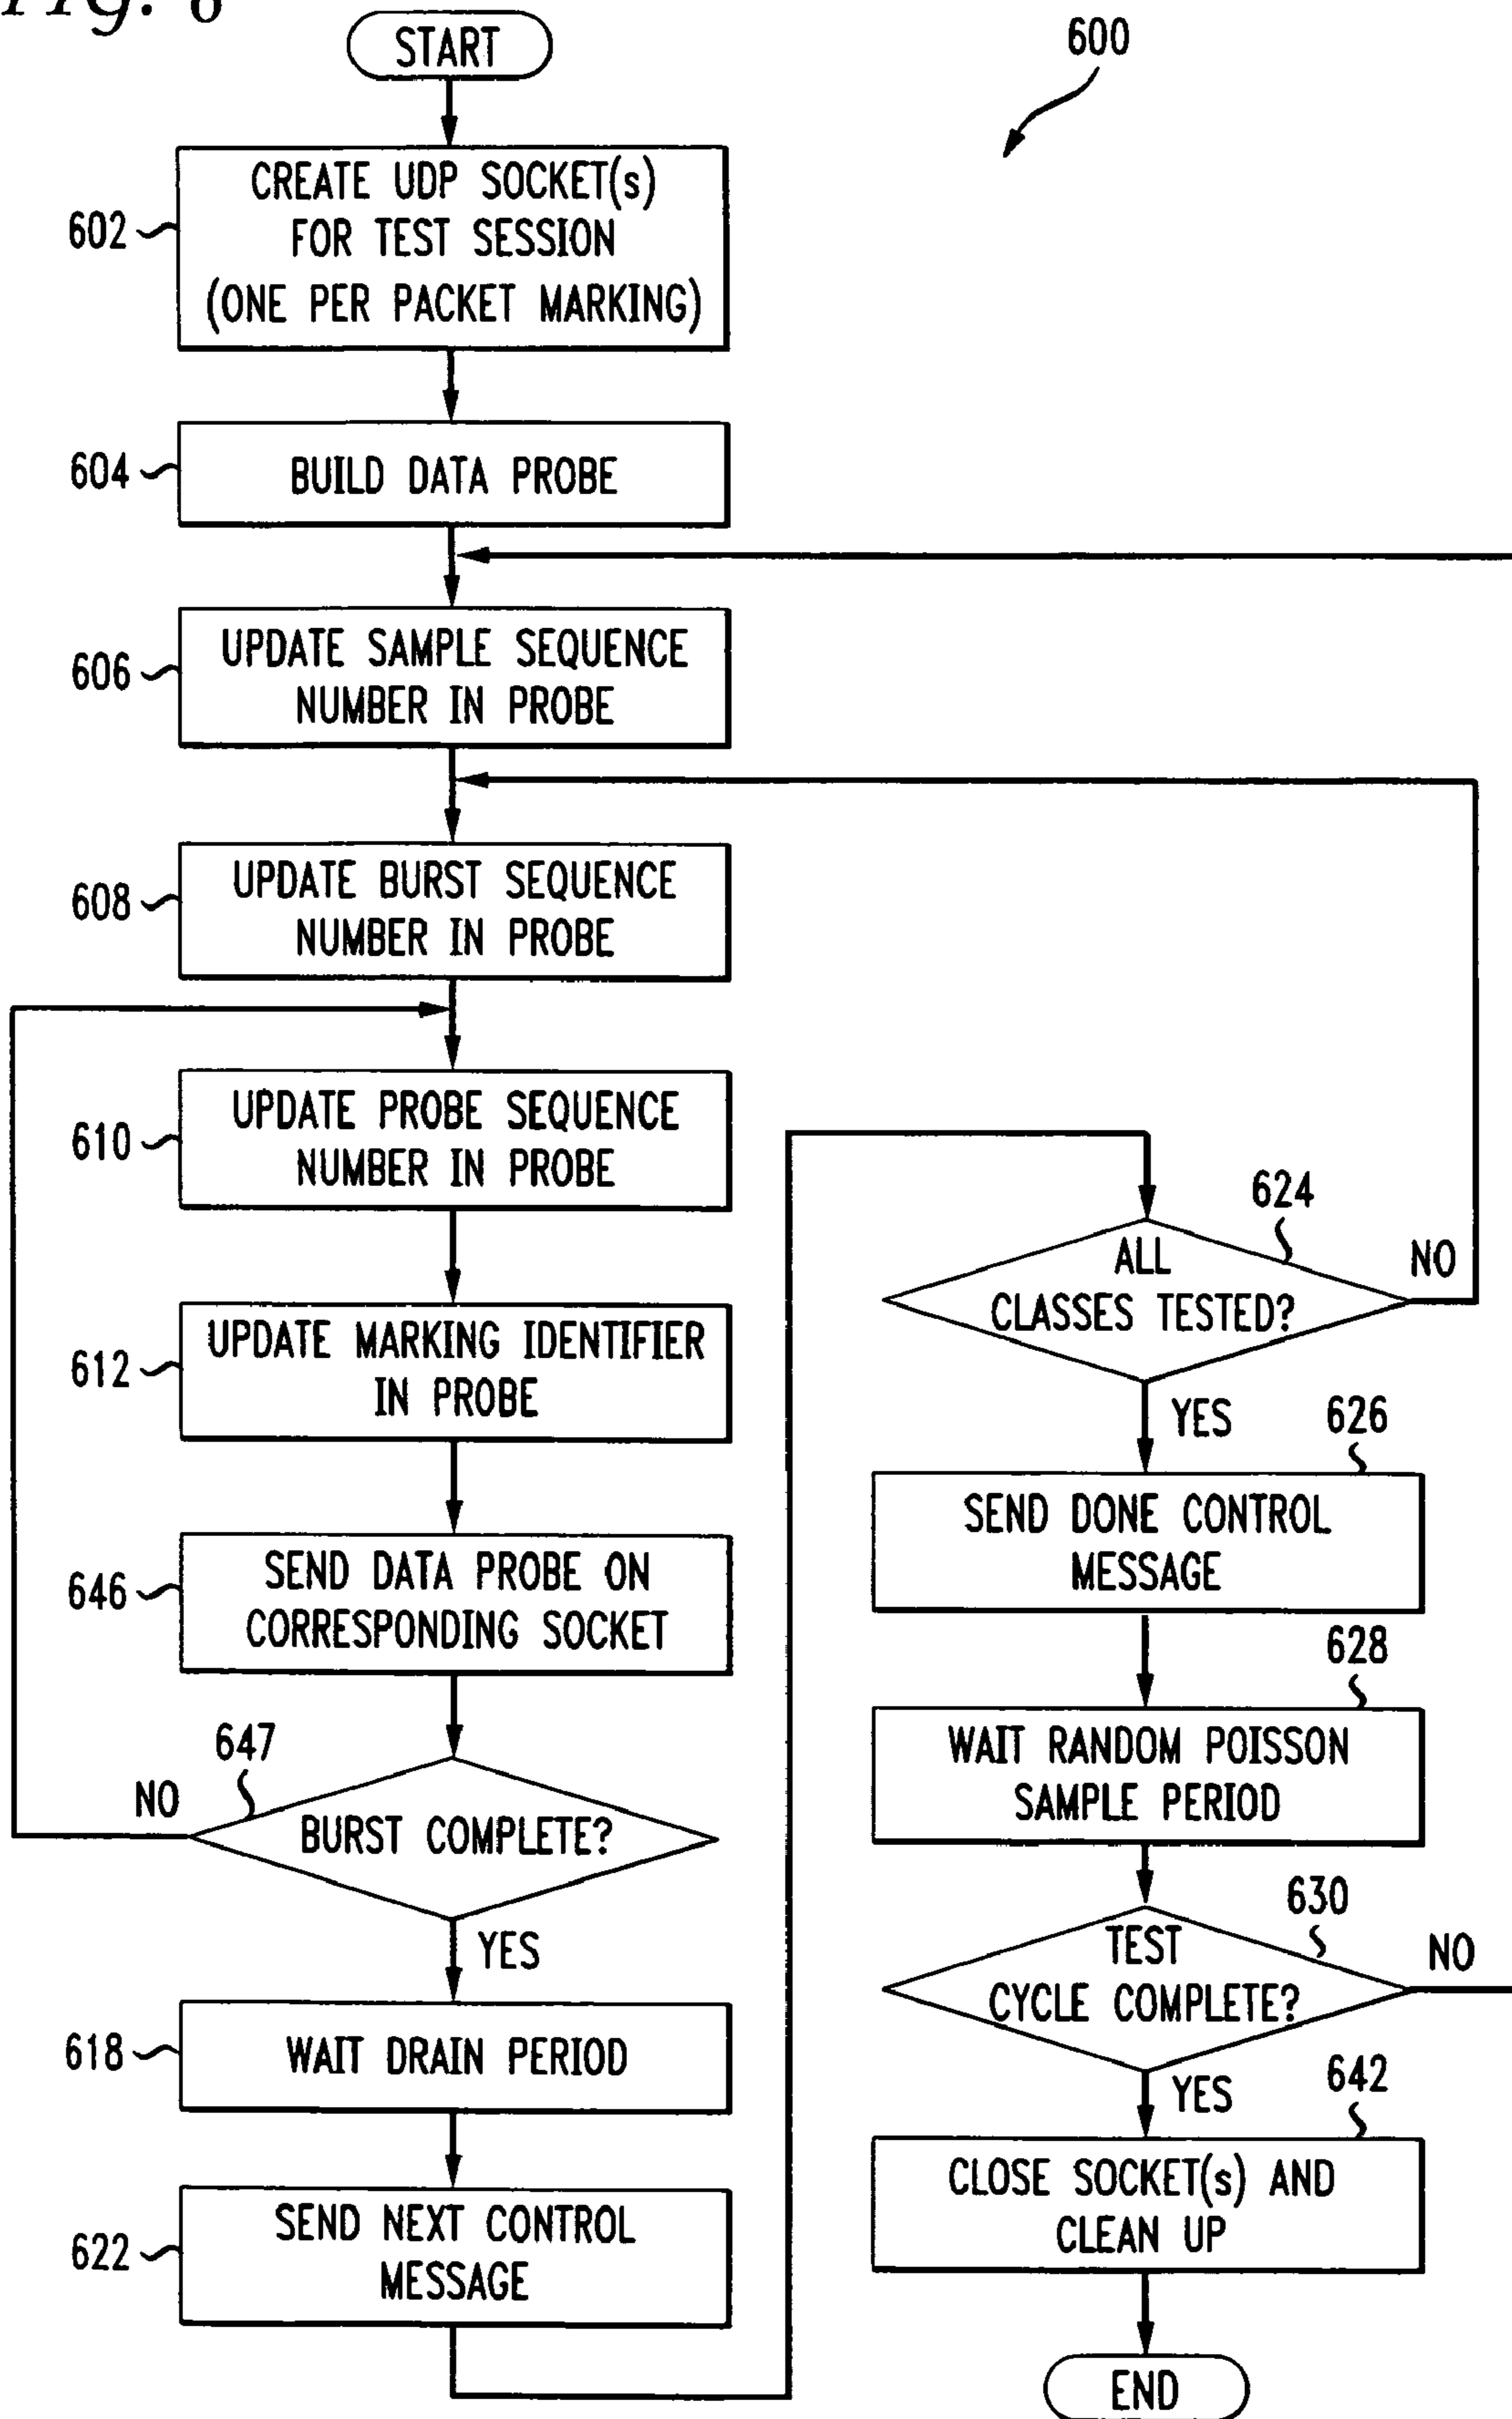 Fig. 6
START
600
CREATE UDP SOCKET(s)
FOR TEST SESSION
(ONE PER PACKET MARKING)
602
BUILD DATA PROBE
604
UPDATE SAMPLE SEQUENCE
NUMBER IN PROBE
606
UPDATE BURST SEQUENCE
NUMBER IN PROBE
608
UPDATE PROBE SEQUENCE
NUMBER IN PROBE
610
UPDATE MARKING IDENTIFIER
IN PROBE
612
SEND DATA PROBE ON
CORRESPONDING SOCKET
646
647
NO
BURST COMPLETE?
YES
WAIT DRAIN PERIOD
618
SEND NEXT CONTROL
MESSAGE
622
624
ALL
CLASSES TESTED?
NO
YES
626
SEND DONE CONTROL
MESSAGE
628
WAIT RANDOM POISSON
SAMPLE PERIOD
630
TEST
CYCLE COMPLETE?
NO
YES
642
CLOSE SOCKET(s) AND
CLEAN UP
END